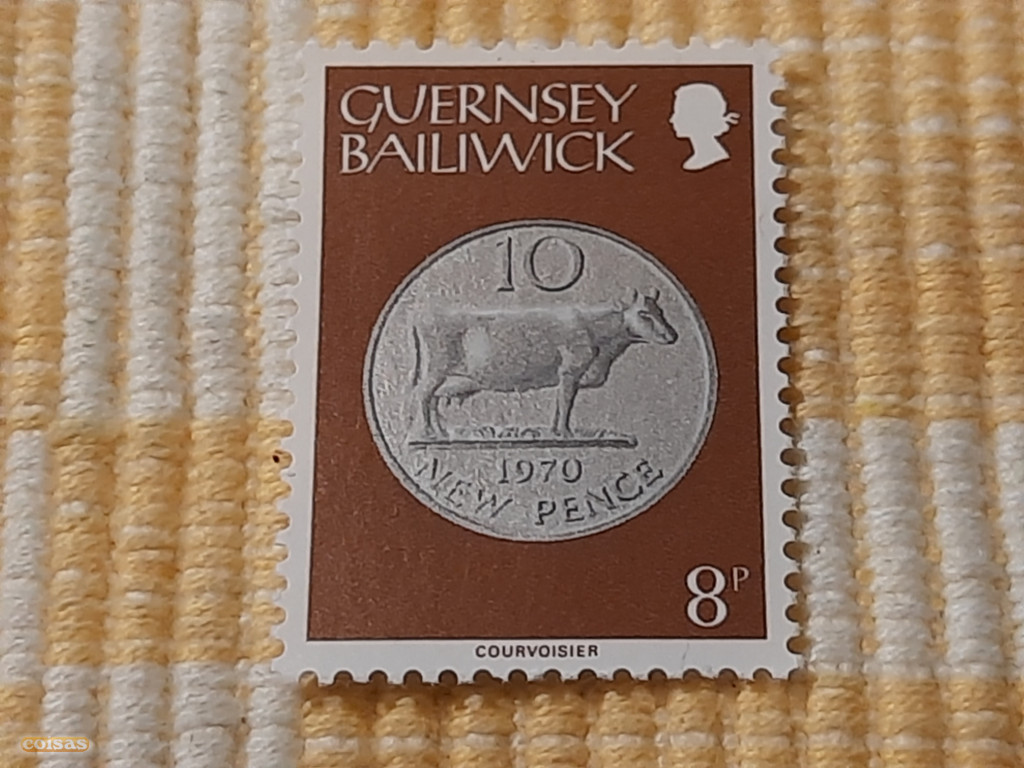 GUERNSEY
BAILIWICK
10
1970
NEW PENCE
8P
COURVOISIER
coisas